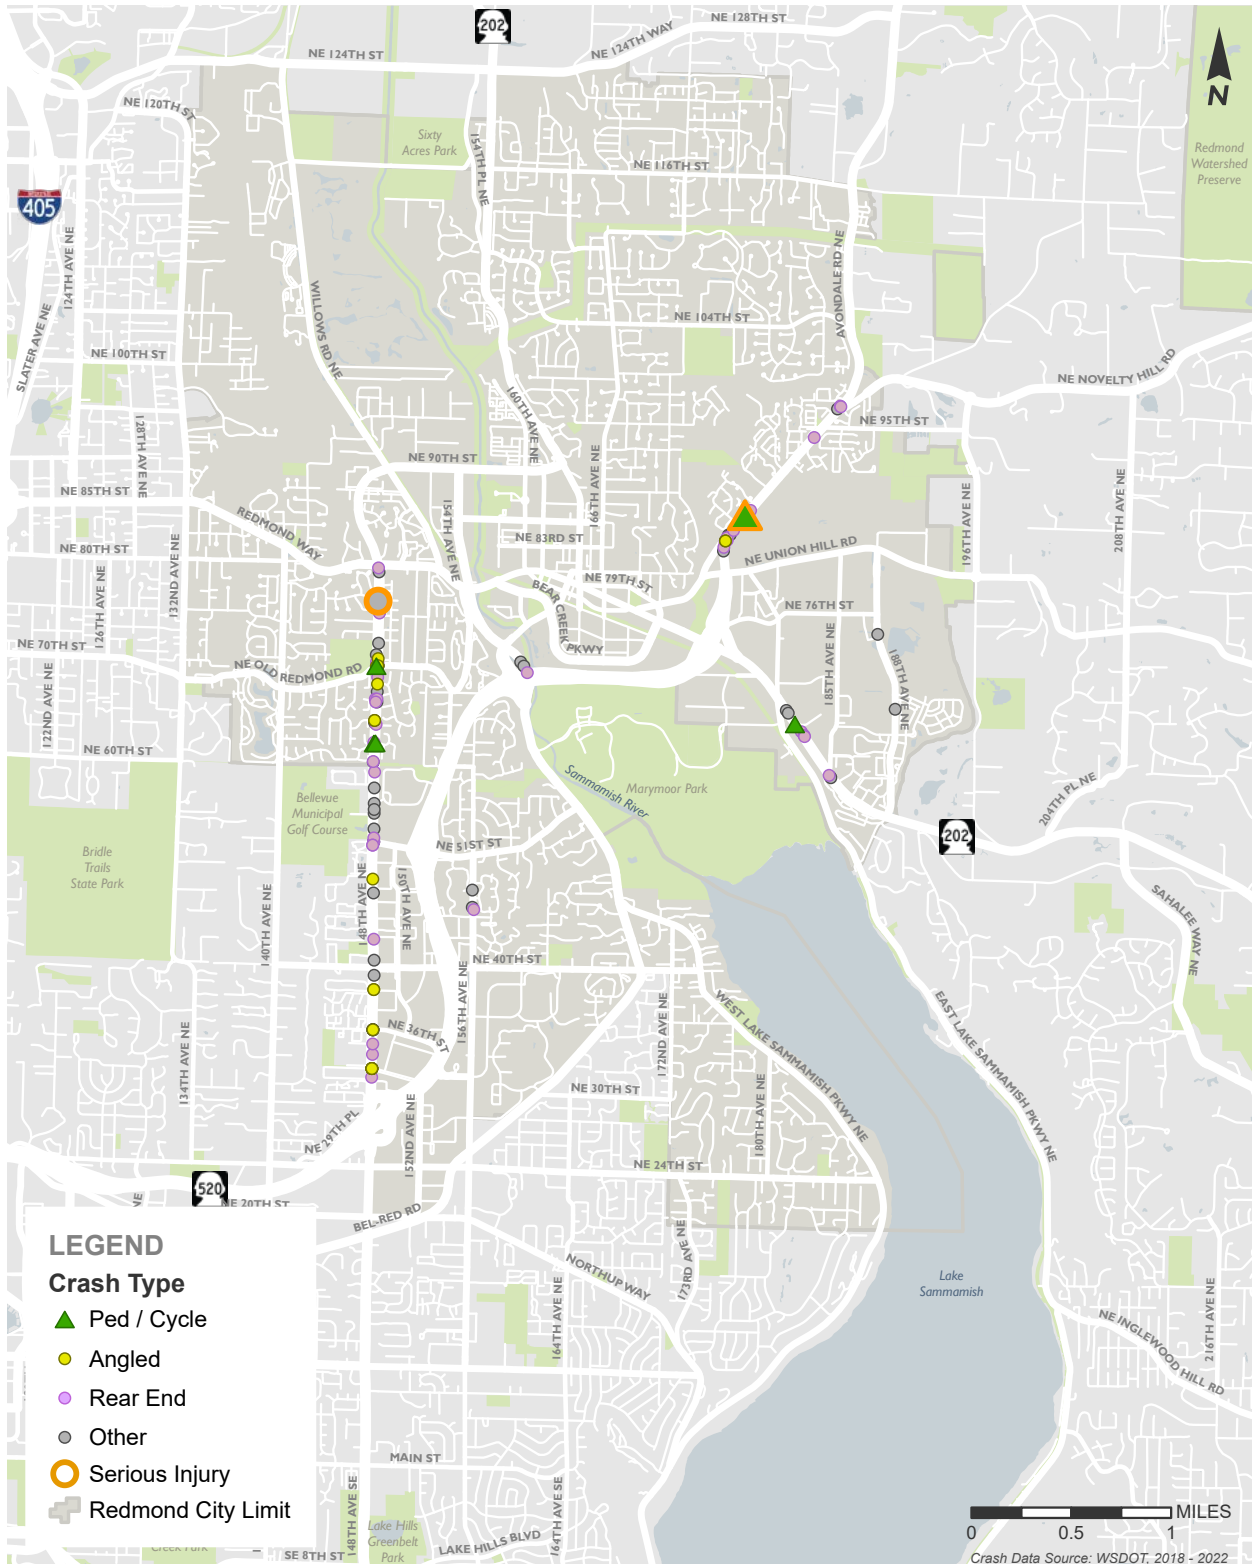 202
NE 128TH ST
NE 124TH WAY
NE 124TH ST
N
NE 120TH ST
Sixty
Acres Park
154TH PL NE
NE 116TH ST
Redmond
Watershed
Preserve
INTERSTATE
405
124TH AVE NE
AVONDALE RD NE
WILLOWS RD NE
SLATER AVE NE
NE 104TH ST
NE 100TH ST
NE NOVELTY HILL RD
160TH AVE NE
128TH AVE NE
NE 95TH ST
166TH AVE NE
NE 90TH ST
NE 85TH ST
154TH AVE NE
196TH AVE NE
208TH AVE NE
REDMOND WAY
NE 83RD ST
NE 80TH ST
132ND AVE NE
NE UNION HILL RD
126TH AVE NE
NE 79TH ST
BEAR CREEK PKWY
NE 76TH ST
NE 70TH ST
NE OLD REDMOND RD
185TH AVE NE
188TH AVE NE
122ND AVE NE
NE 60TH ST
Sammamish River
Marymoor Park
204TH PL NE
Bellevue
Municipal
Golf Course
202
NE 51ST ST
Bridle
Trails
State Park
148TH AVE NE
150TH AVE NE
140TH AVE NE
SAHALEE WAY NE
NE 40TH ST
156TH AVE NE
172ND AVE NE
WEST LAKE SAMMAMISH PKWY NE
EAST LAKE SAMMAMISH PKWY NE
NE 36TH ST
134TH AVE NE
NE 30TH ST
180TH AVE NE
152ND AVE NE
NE 29TH PL
NE 24TH ST
520
NE
NE 20TH ST
BEL-RED RD
173RD AVE NE
NORTHUP WAY
Lake
Sammamish
164TH AVE NE
216TH AVE NE
NE INGLEWOOD HILL RD
LEGEND
Crash Type
Ped / Cycle
Angled
Rear End
Other
Serious Injury
Redmond City Limit
MAIN ST
148TH AVE SE
164TH AVE SE
Lake Hills
Greenbelt
Park
LAKE HILLS BLVD
Creek Park
SE 8TH ST
MILES
0 0.5 1
Crash Data Source: WSDOT, 2018 - 2022